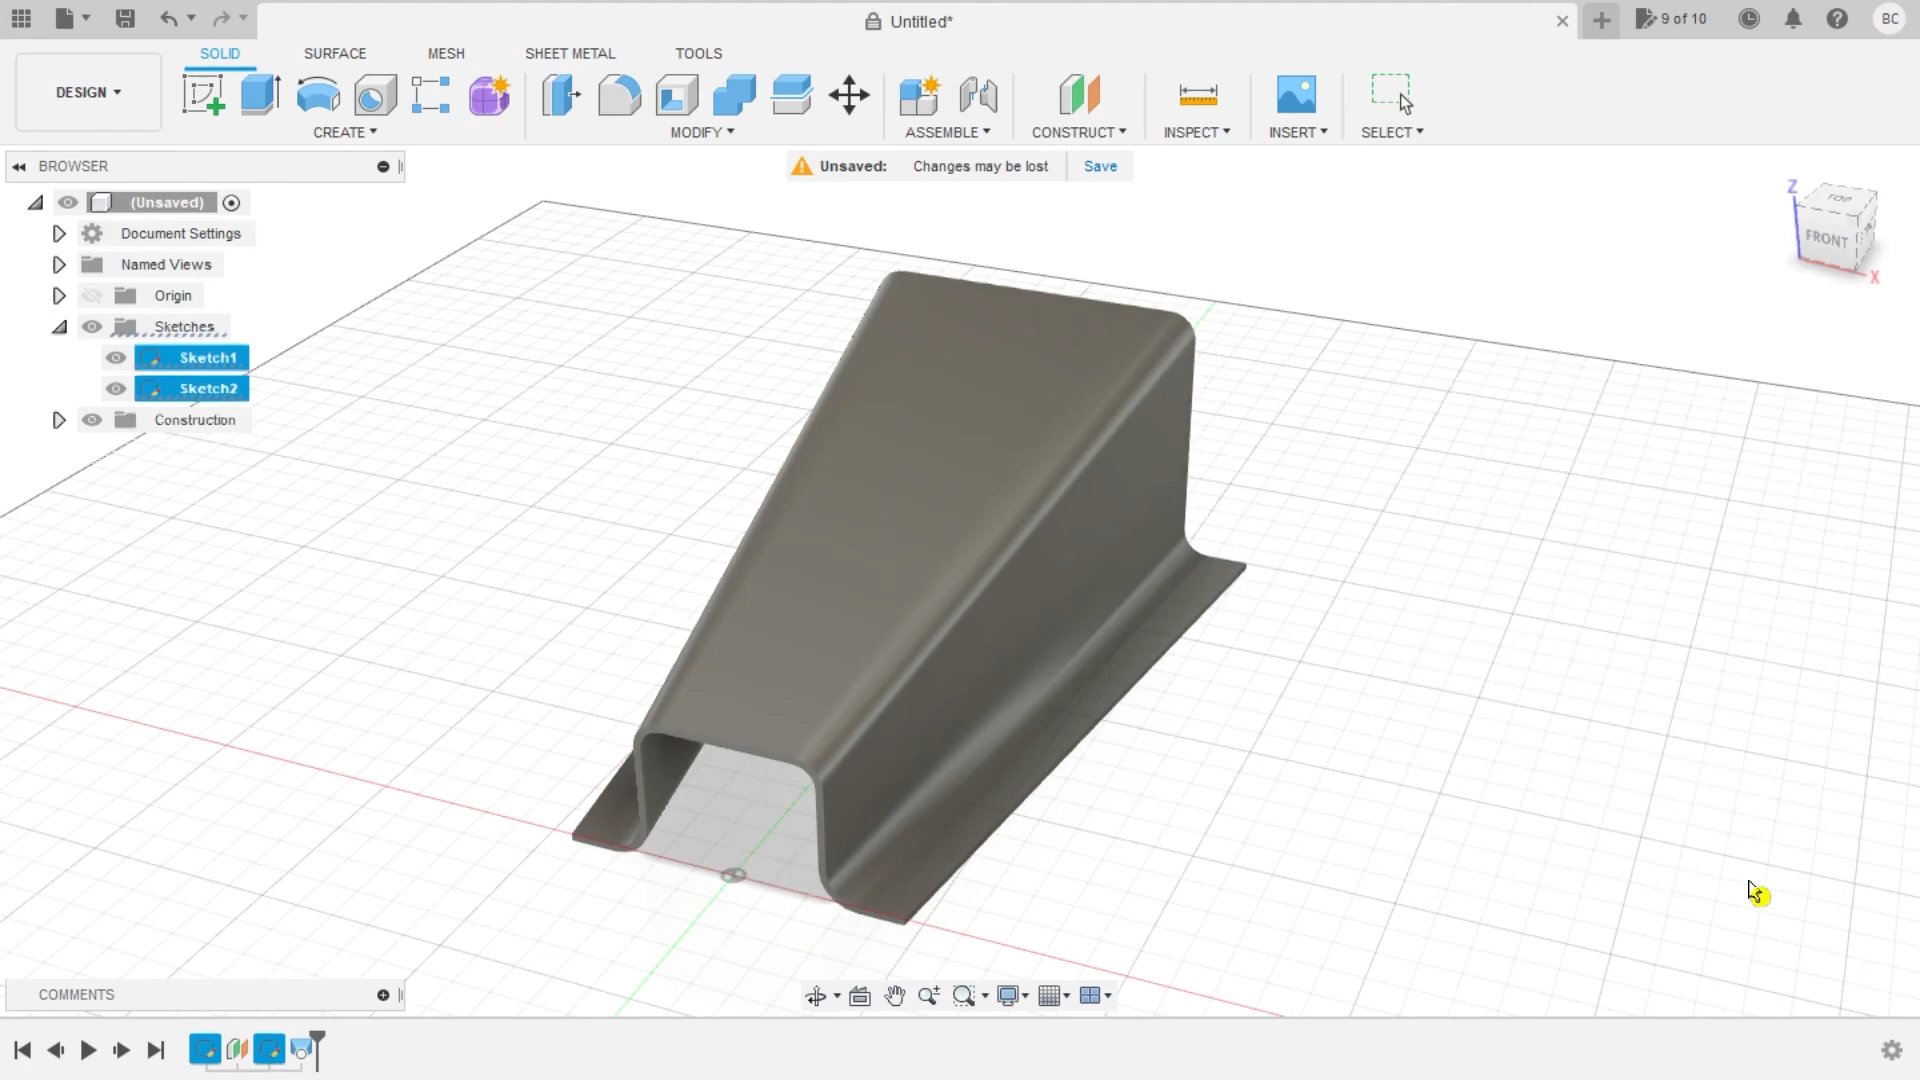 Untitled*
9 of 10
BC
DESIGN
SOLID
SURFACE
MESH
SHEET METAL
TOOLS
CREATE
MODIFY
ASSEMBLE
CONSTRUCT
INSPECT
INSERT
SELECT
BROWSER
Unsaved: Changes may be lost Save
(Unsaved)
Document Settings
Named Views
Origin
Sketches
Sketch1
Sketch2
Construction
Z
TOP
FRONT
X
COMMENTS